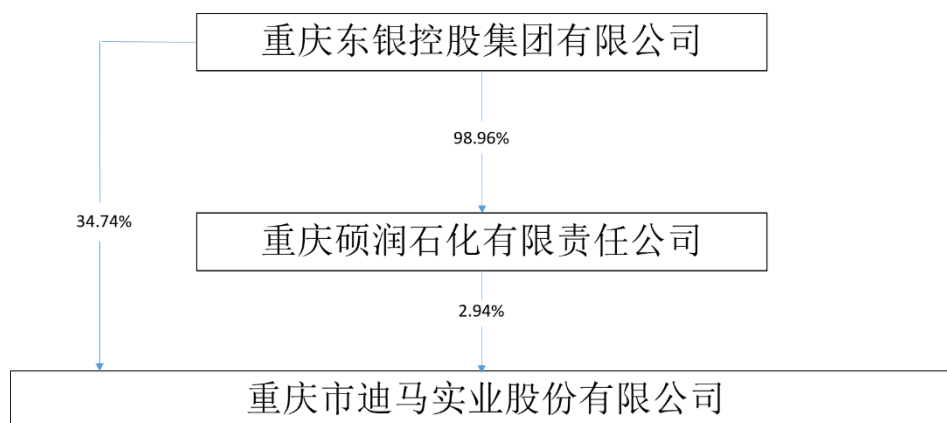 重庆东银控股集团有限公司
98.96%
34.74%
重庆硕润石化有限责任公司
2.94%
重庆市迪马实业股份有限公司